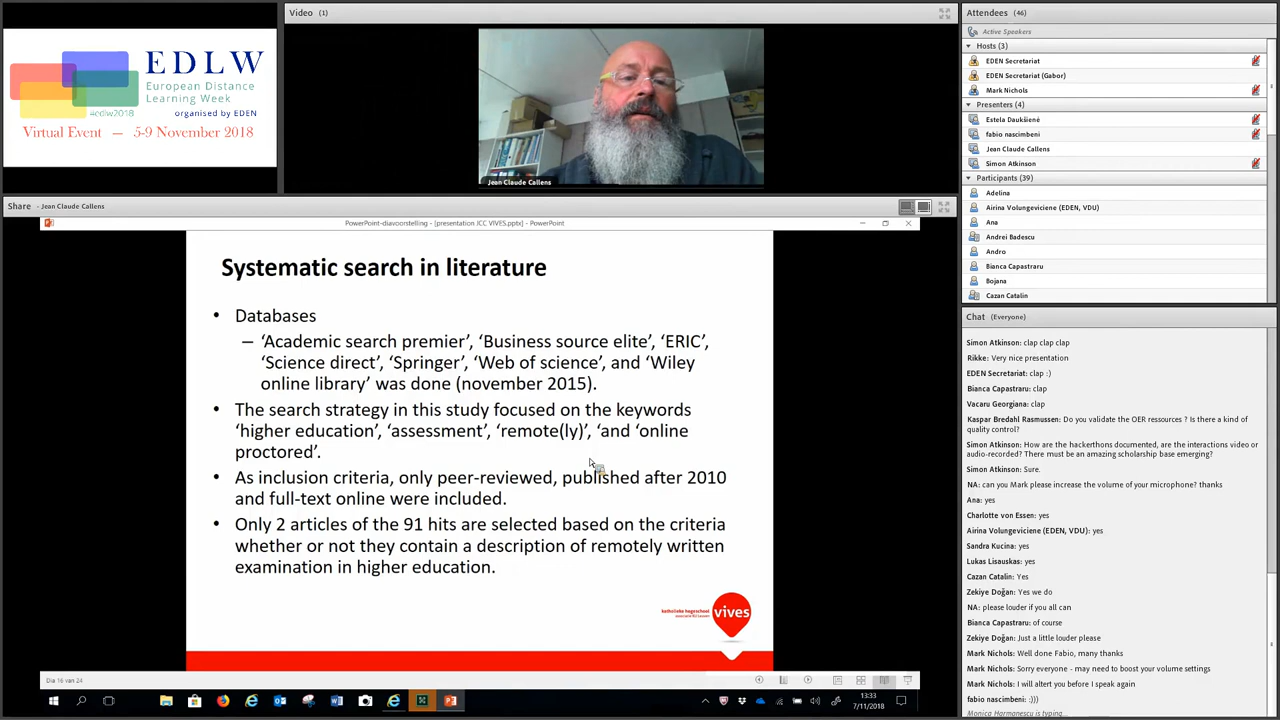 Video (1)
EDLW
European Distance
Learning Week
#edlw2018
organised by EDEN
Virtual Event — 5-9 November 2018
Jean Claude Callens
Share - Jean Claude Callens
PowerPoint-diavoorstelling - [presentation JCC VIVES.pptx] - PowerPoint
Systematic search in literature
• Databases
– ‘Academic search premier’, ‘Business source elite’, ‘ERIC’,
‘Science direct’, ‘Springer’, ‘Web of science’, and ‘Wiley
online library’ was done (november 2015).
• The search strategy in this study focused on the keywords
‘higher education’, ‘assessment’, ‘remote(ly)’, ‘and ‘online
proctored’.
• As inclusion criteria, only peer-reviewed, published after 2010
and full-text online were included.
• Only 2 articles of the 91 hits are selected based on the criteria
whether or not they contain a description of remotely written
examination in higher education.
katholieke hogeschool
vives
Dia 16 van 24
13:33
7/11/2018
Attendees (46)
Active Speakers
Hosts (3)
EDEN Secretariat
EDEN Secretariat (Gabor)
Mark Nichols
Presenters (4)
Estela Daukšienė
fabio nascimbeni
Jean Claude Callens
Simon Atkinson
Participants (39)
Adelina
Airina Volungeviciene (EDEN, VDU)
Ana
Andrei Badescu
Andro
Bianca Capastraru
Bojana
Cazan Catalin
Chat (Everyone)
Simon Atkinson: clap clap clap
Rikke: Very nice presentation
EDEN Secretariat: clap :)
Bianca Capastraru: clap
Vacaru Georgiana: clap
Kaspar Bredahl Rasmussen: Do you validate the OER ressources ? Is there a kind of
quality control?
Simon Atkinson: How are the hackerthons documented, are the interactions video or
audio-recorded? There must be an amazing scholarship base emerging?
Simon Atkinson: Sure.
NA: can you Mark please increase the volume of your microphone? thanks
Ana: yes
Charlotte von Essen: yes
Airina Volungeviciene (EDEN, VDU): yes
Sandra Kucina: yes
Lukas Lisauskas: yes
Cazan Catalin: Yes
Zekiye Doğan: Yes we do
NA: please louder if you all can
Bianca Capastraru: of course
Zekiye Doğan: Just a little louder please
Mark Nichols: Well done Fabio, many thanks
Mark Nichols: Sorry everyone - may need to boost your volume settings
Mark Nichols: I will altert you before I speak again
fabio nascimbeni: :)))
Monica Harmanescu is typing...